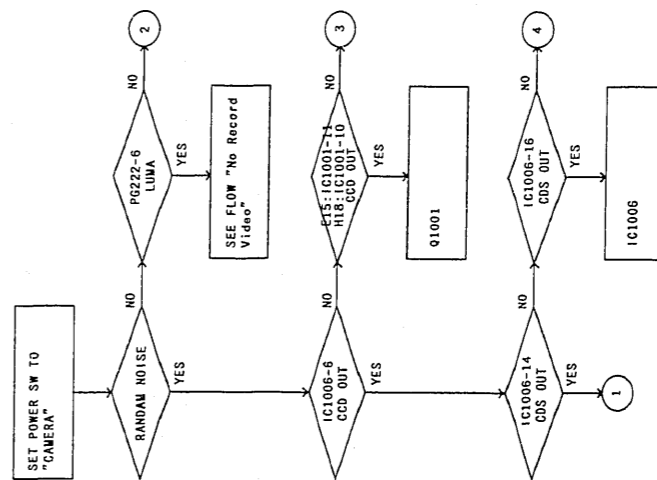 SET POWER SW TO
"CAMERA"
RANDAM NOISE
NO
YES
PG222-6
LUMA
NO
2
YES
SEE FLOW "No Record
Video"
IC1006-6
CCD OUT
NO
YES
E15:IC1001-11
H18:IC1001-10
CCD OUT
NO
3
YES
Q1001
IC1006-14
CDS OUT
NO
YES
1
IC1006-16
CDS OUT
NO
4
YES
IC1006